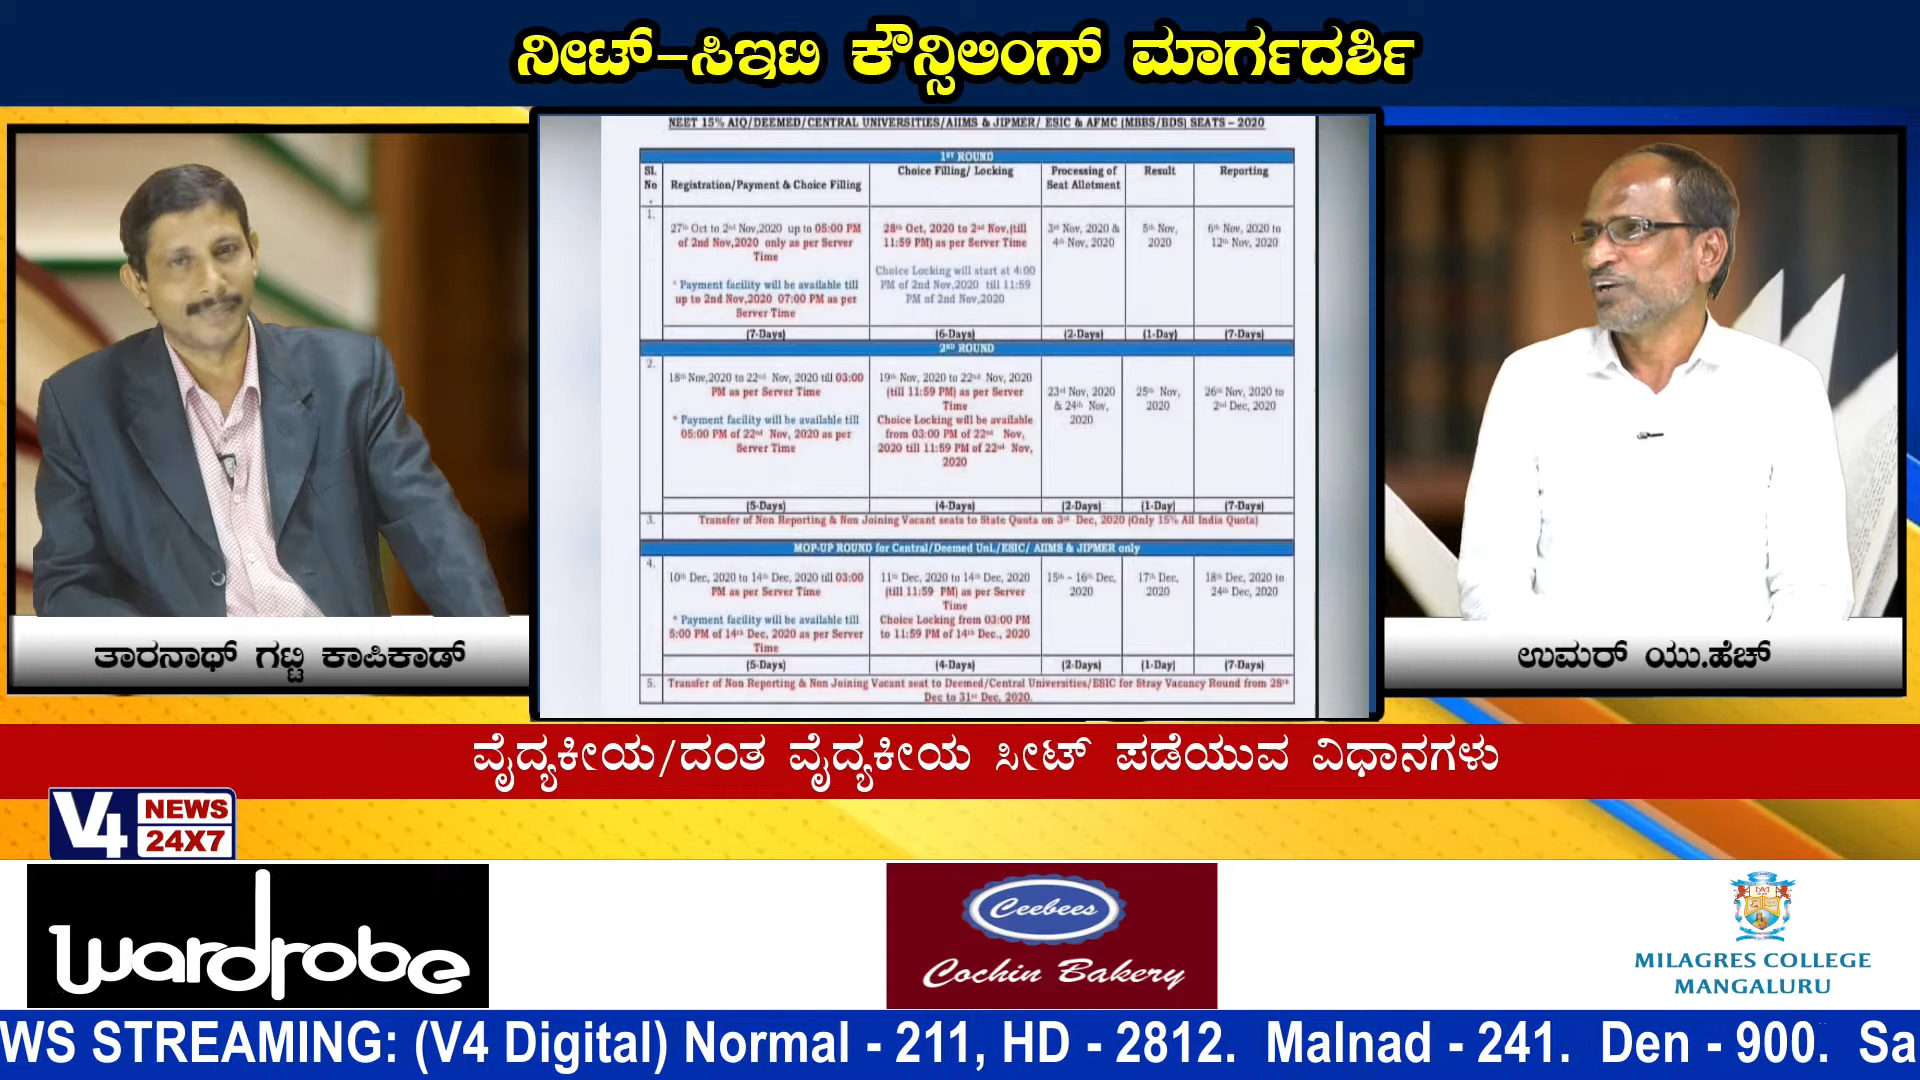 ನೀಟ್-ಸಿಇಟಿ ಕೌನ್ಸಿಲಿಂಗ್ ಮಾರ್ಗದರ್ಶಿ
NEET 15% AIQ/DEEMED/CENTRAL UNIVERSITIES/AIIMS & JIPMER/ ESIC & AFMC (MBBS/BDS) SEATS – 2020
1ST ROUND
Sl. No . Registration/Payment & Choice Filling Choice Filling/ Locking Processing of Seat Allotment Result Reporting
1.
27th Oct to 2nd Nov,2020 up to 05:00 PM
of 2nd Nov,2020 only as per Server
Time
* Payment facility will be available till
up to 2nd Nov,2020 07:00 PM as per
Server Time
28th Oct, 2020 to 2nd Nov,(till
11:59 PM) as per Server Time
Choice Locking will start at 4:00
PM of 2nd Nov,2020 till 11:59
PM of 2nd Nov,2020
3rd Nov, 2020 &
4th Nov, 2020
5th Nov,
2020
6th Nov, 2020 to
12th Nov, 2020
(7-Days) (6-Days) (2-Days) (1-Day) (7-Days)
2ND ROUND
2.
18th Nov,2020 to 22nd Nov, 2020 till 03:00
PM as per Server Time
* Payment facility will be available till
05:00 PM of 22nd Nov, 2020 as per
Server Time
19th Nov, 2020 to 22nd Nov, 2020
(till 11:59 PM) as per Server
Time
Choice Locking will be available
from 03:00 PM of 22nd Nov,
2020 till 11:59 PM of 22nd Nov,
2020
23rd Nov, 2020
& 24th Nov,
2020
25th Nov,
2020
26th Nov, 2020 to
2nd Dec, 2020
(5-Days) (4-Days) (2-Days) (1-Day) (7-Days)
3. Transfer of Non Reporting & Non Joining Vacant seats to State Quota on 3rd Dec, 2020 (Only 15% All India Quota)
MOP-UP ROUND for Central/Deemed Uni./ESIC/ AIIMS & JIPMER only
4.
10th Dec, 2020 to 14th Dec, 2020 till 03:00
PM as per Server Time
* Payment facility will be available till
5:00 PM of 14th Dec, 2020 as per Server
Time
11th Dec, 2020 to 14th Dec, 2020
(till 11:59 PM) as per Server
Time
Choice Locking from 03:00 PM
to 11:59 PM of 14th Dec., 2020
15th – 16th Dec,
2020
17th Dec,
2020
18th Dec, 2020 to
24th Dec, 2020
(5-Days) (4-Days) (2-Days) (1-Day) (7-Days)
5. Transfer of Non Reporting & Non Joining Vacant seat to Deemed/Central Universities/ESIC for Stray Vacancy Round from 28th
Dec to 31st Dec, 2020.
ತಾರನಾಥ್ ಗಟ್ಟಿ ಕಾಪಿಕಾಡ್
ಉಮರ್ ಯು.ಹೆಚ್
ವೈದ್ಯಕೀಯ/ದಂತ ವೈದ್ಯಕೀಯ ಸೀಟ್ ಪಡೆಯುವ ವಿಧಾನಗಳು
V4 NEWS 24X7
wardrobe
Ceebees
Cochin Bakery
MILAGRES COLLEGE
MANGALURU
WS STREAMING: (V4 Digital) Normal - 211, HD - 2812. Malnad - 241. Den - 900. Sa